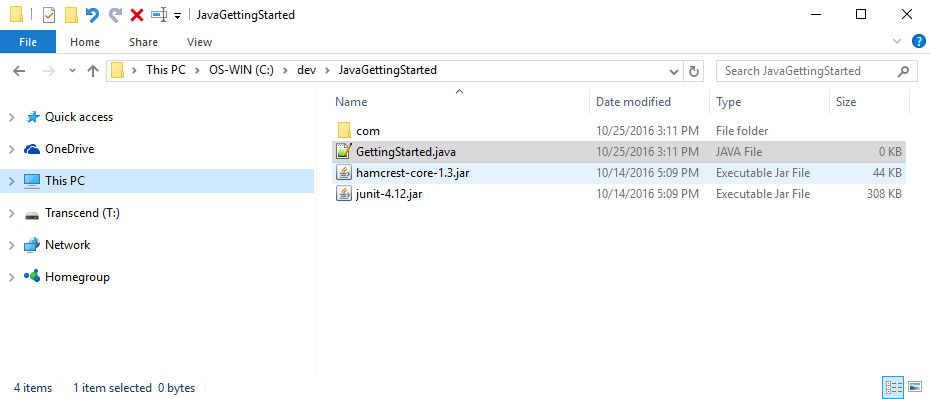 JavaGettingStarted
File Home Share View
This PC OS-WIN (C:) dev JavaGettingStarted Search JavaGettingStarted
Name Date modified Type Size
Quick access
OneDrive
This PC
Transcend (T:)
Network
Homegroup
com 10/25/2016 3:11 PM File folder
GettingStarted.java 10/25/2016 3:11 PM JAVA File 0 KB
hamcrest-core-1.3.jar 10/14/2016 5:09 PM Executable Jar File 44 KB
junit-4.12.jar 10/14/2016 5:09 PM Executable Jar File 308 KB
4 items 1 item selected 0 bytes